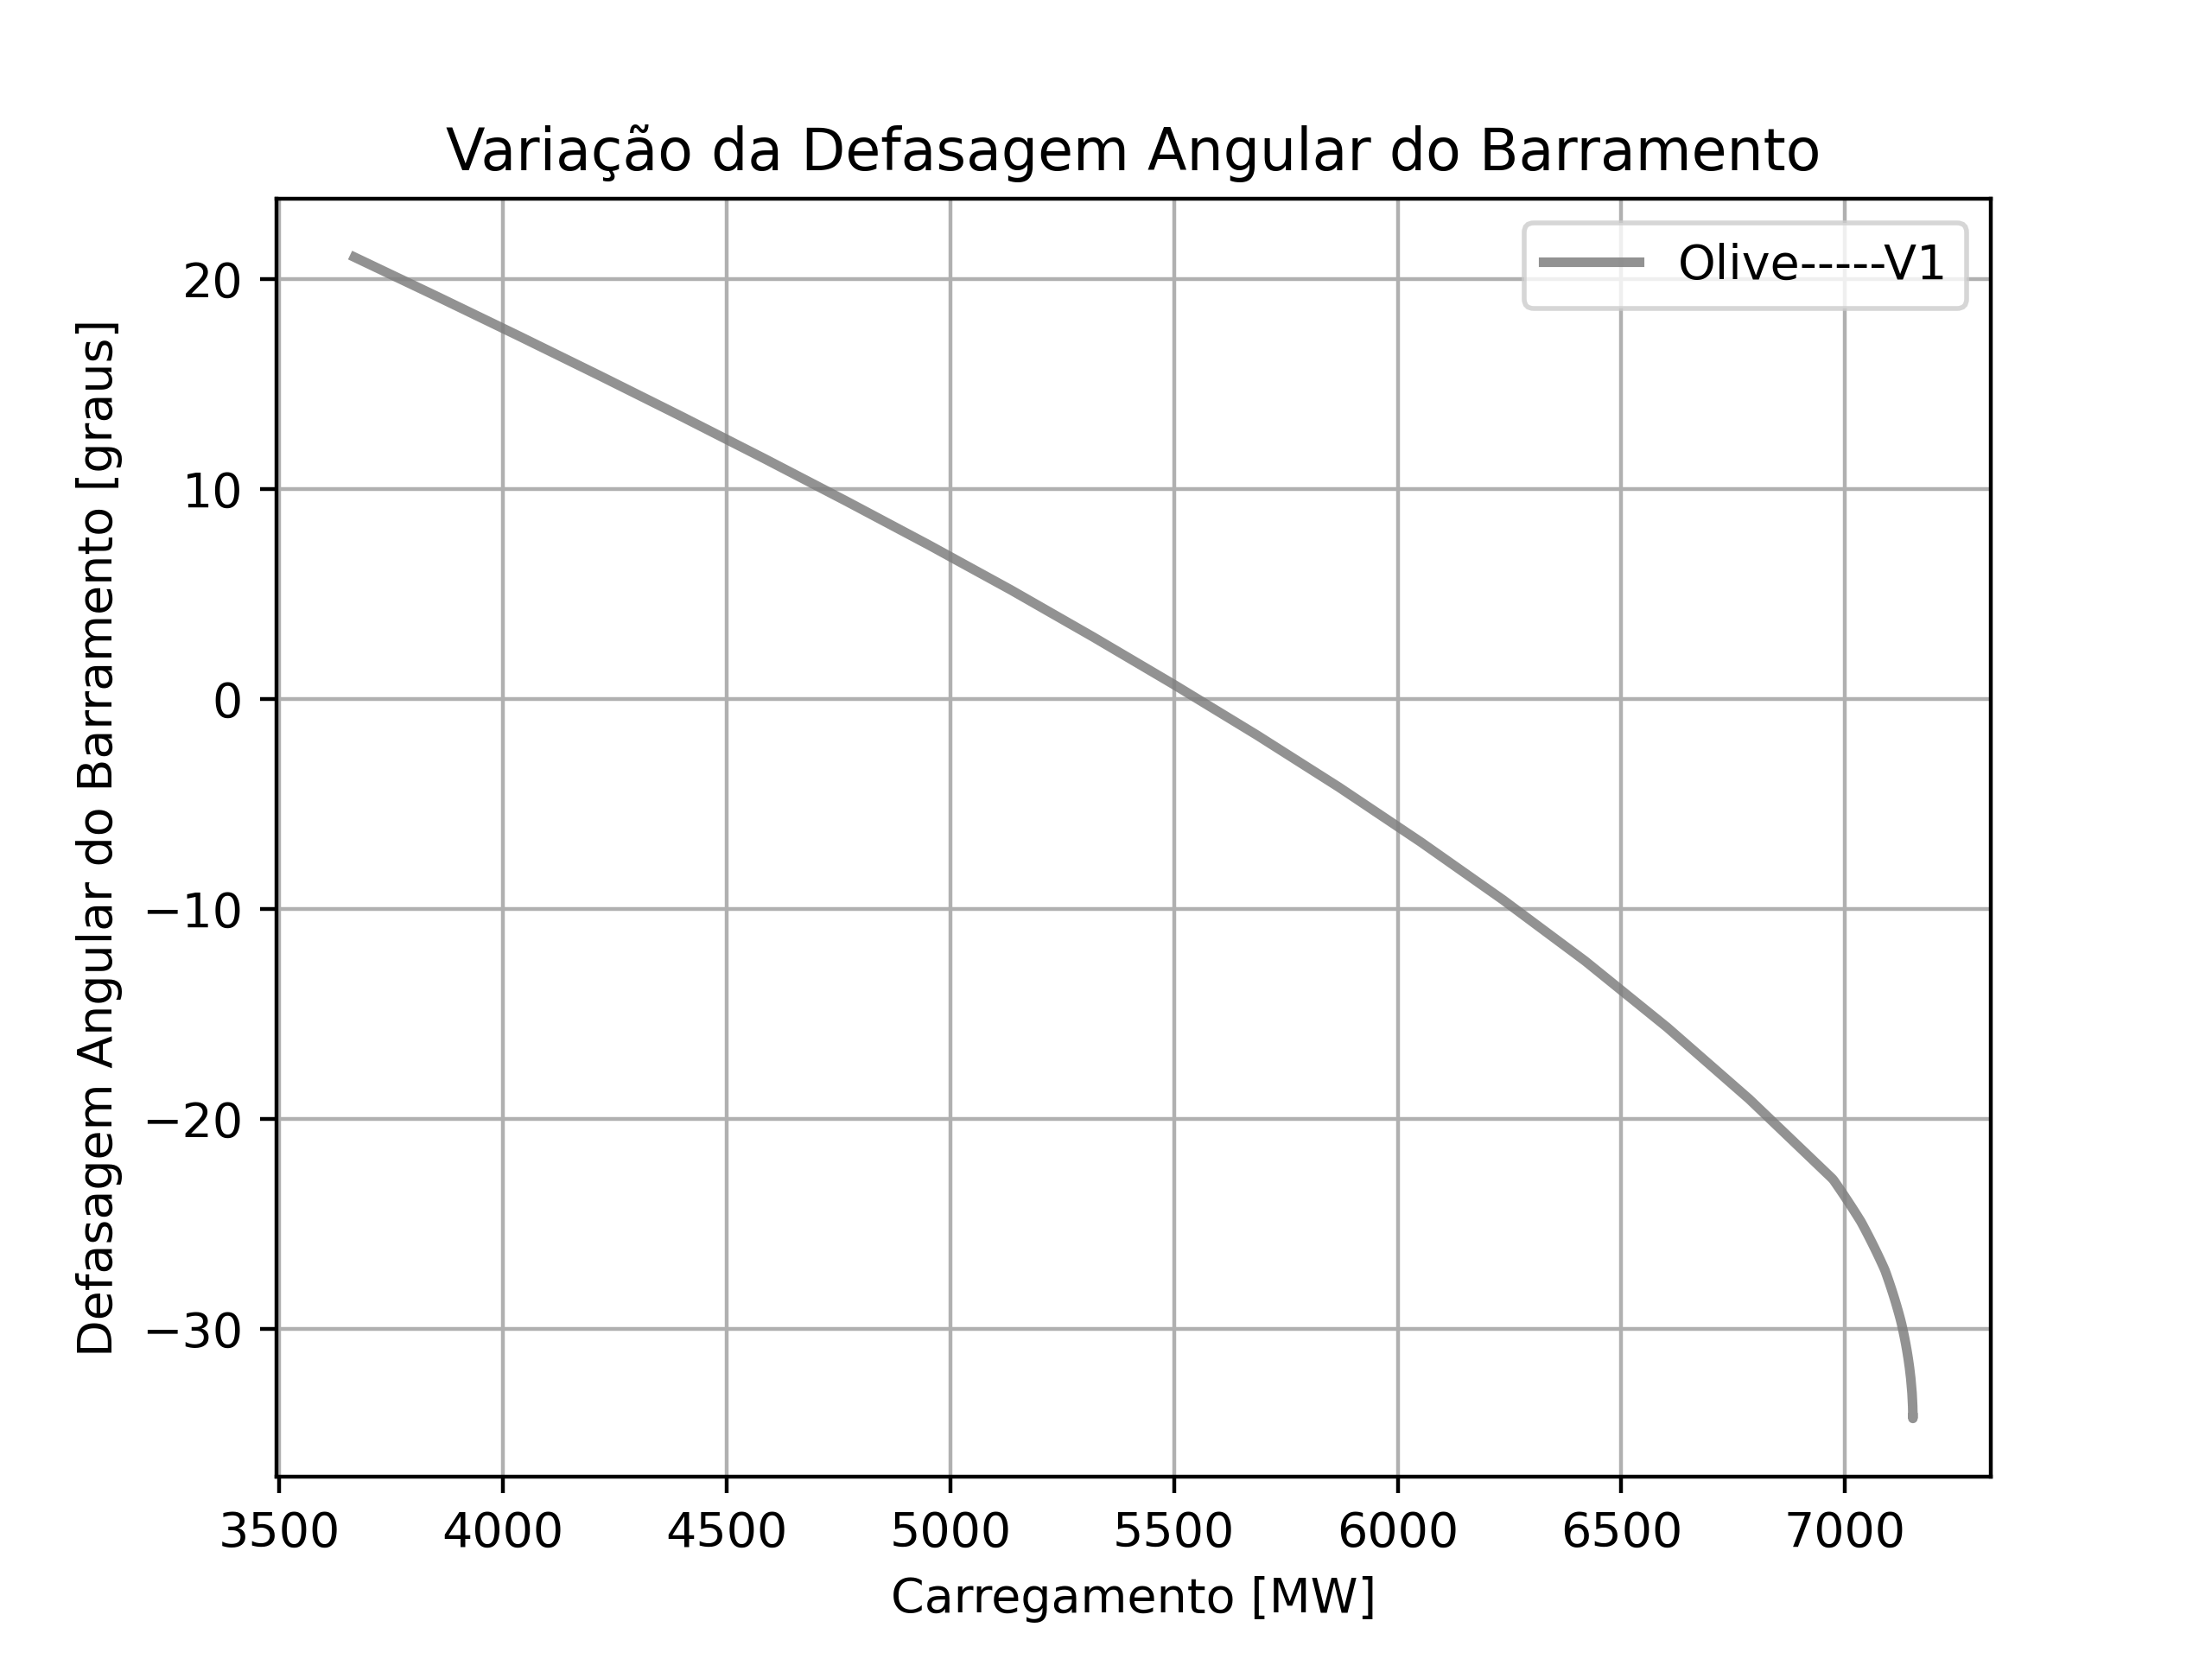 Variação da Defasagem Angular do Barramento
Olive-----V1
Defasagem Angular do Barramento [graus]
20
10
0
−10
−20
−30
3500 4000 4500 5000 5500 6000 6500 7000
Carregamento [MW]